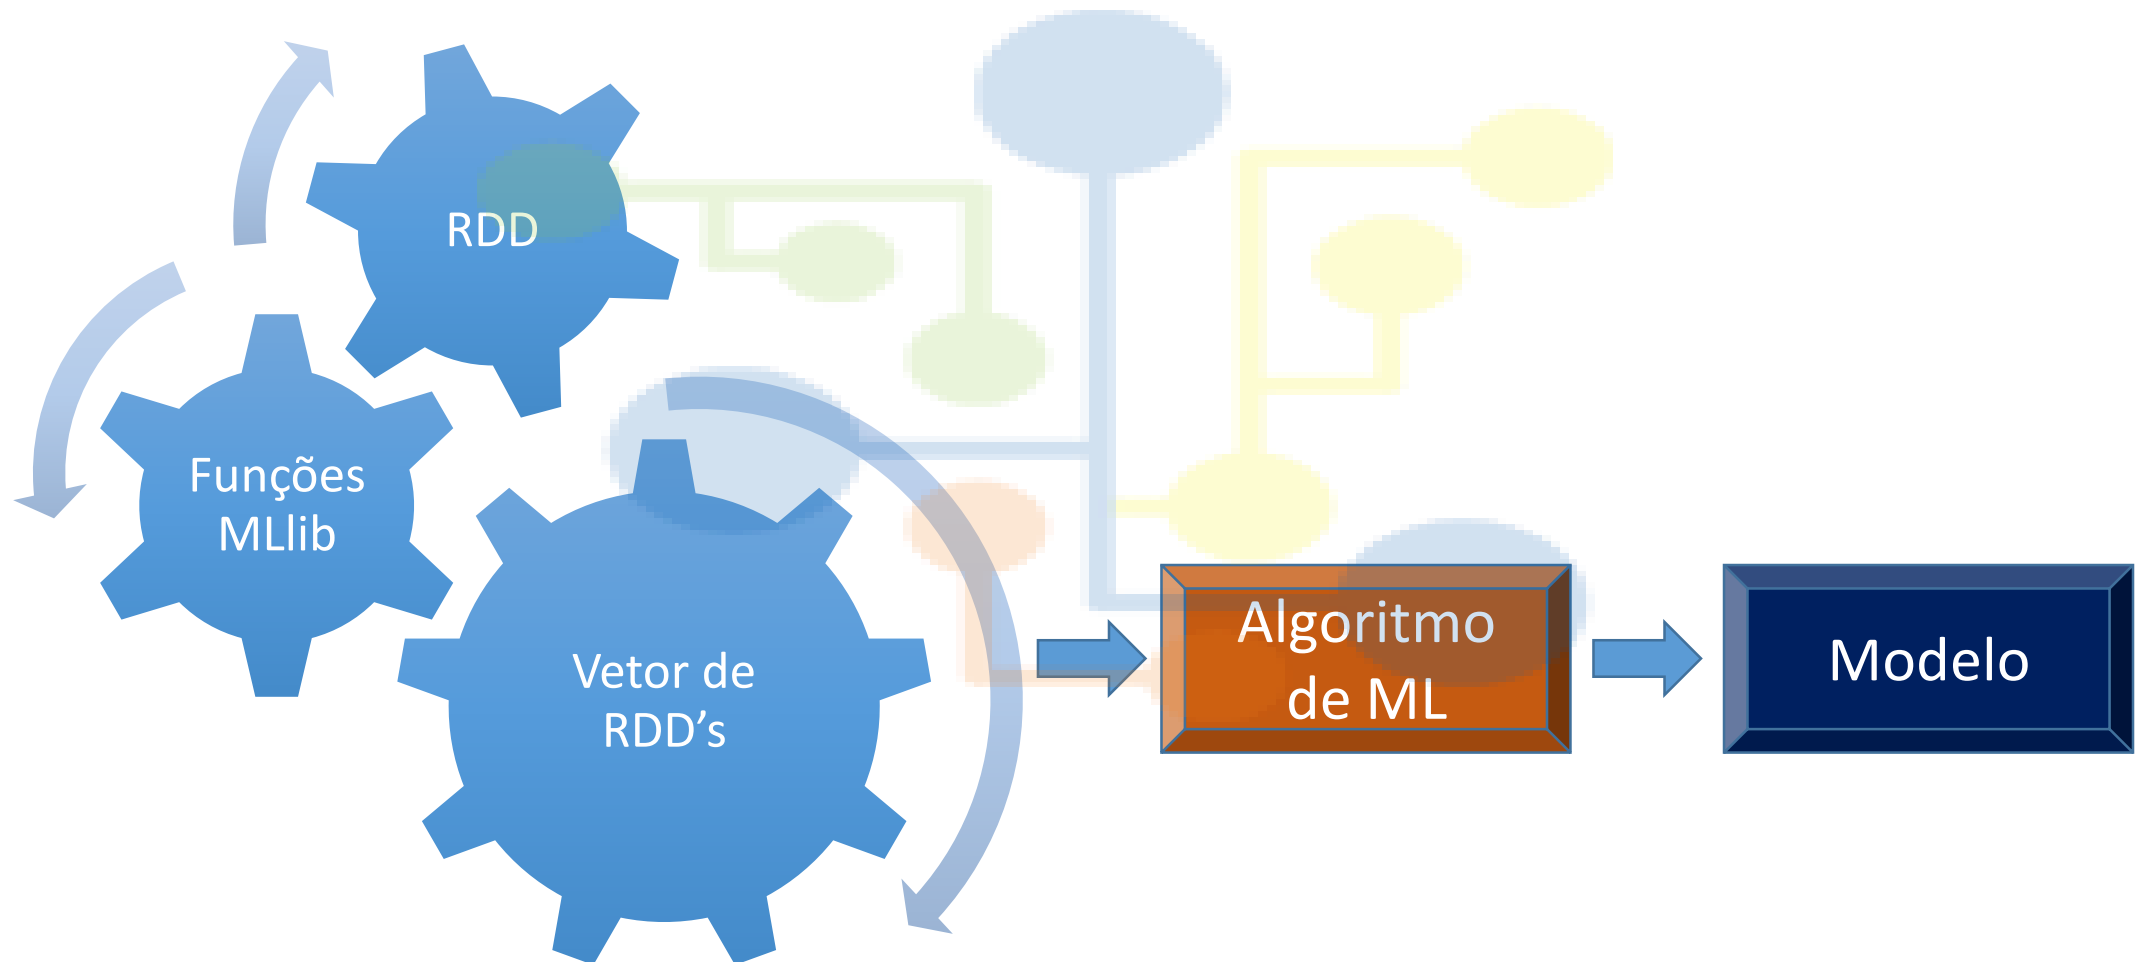 RDD
Funções
MLlib
Vetor de
RDD’s
Algoritmo
de ML
Modelo